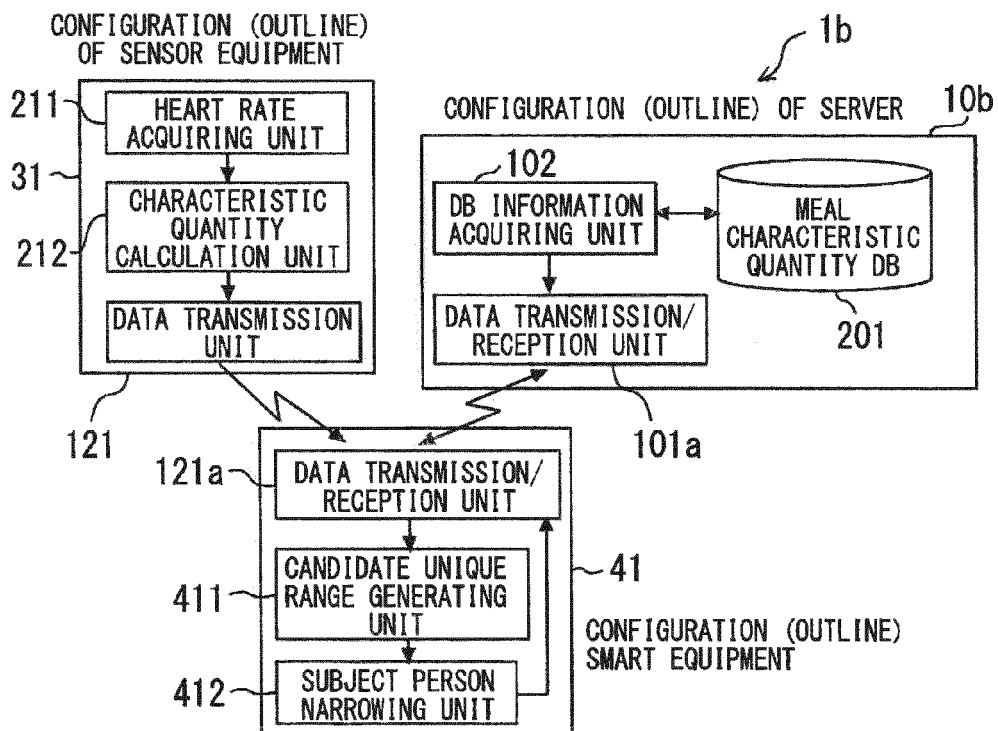 CONFIGURATION (OUTLINE)
OF SENSOR EQUIPMENT
211
HEART RATE
ACQUIRING UNIT
31
212
CHARACTERISTIC
QUANTITY
CALCULATION UNIT
DATA TRANSMISSION
UNIT
121
1b
CONFIGURATION (OUTLINE) OF SERVER
10b
102
DB INFORMATION
ACQUIRING UNIT
MEAL
CHARACTERISTIC
QUANTITY DB
201
DATA TRANSMISSION/
RECEPTION UNIT
101a
121a
DATA TRANSMISSION/
RECEPTION UNIT
411
CANDIDATE UNIQUE
RANGE GENERATING
UNIT
41
412
SUBJECT PERSON
NARROWING UNIT
CONFIGURATION (OUTLINE)
SMART EQUIPMENT